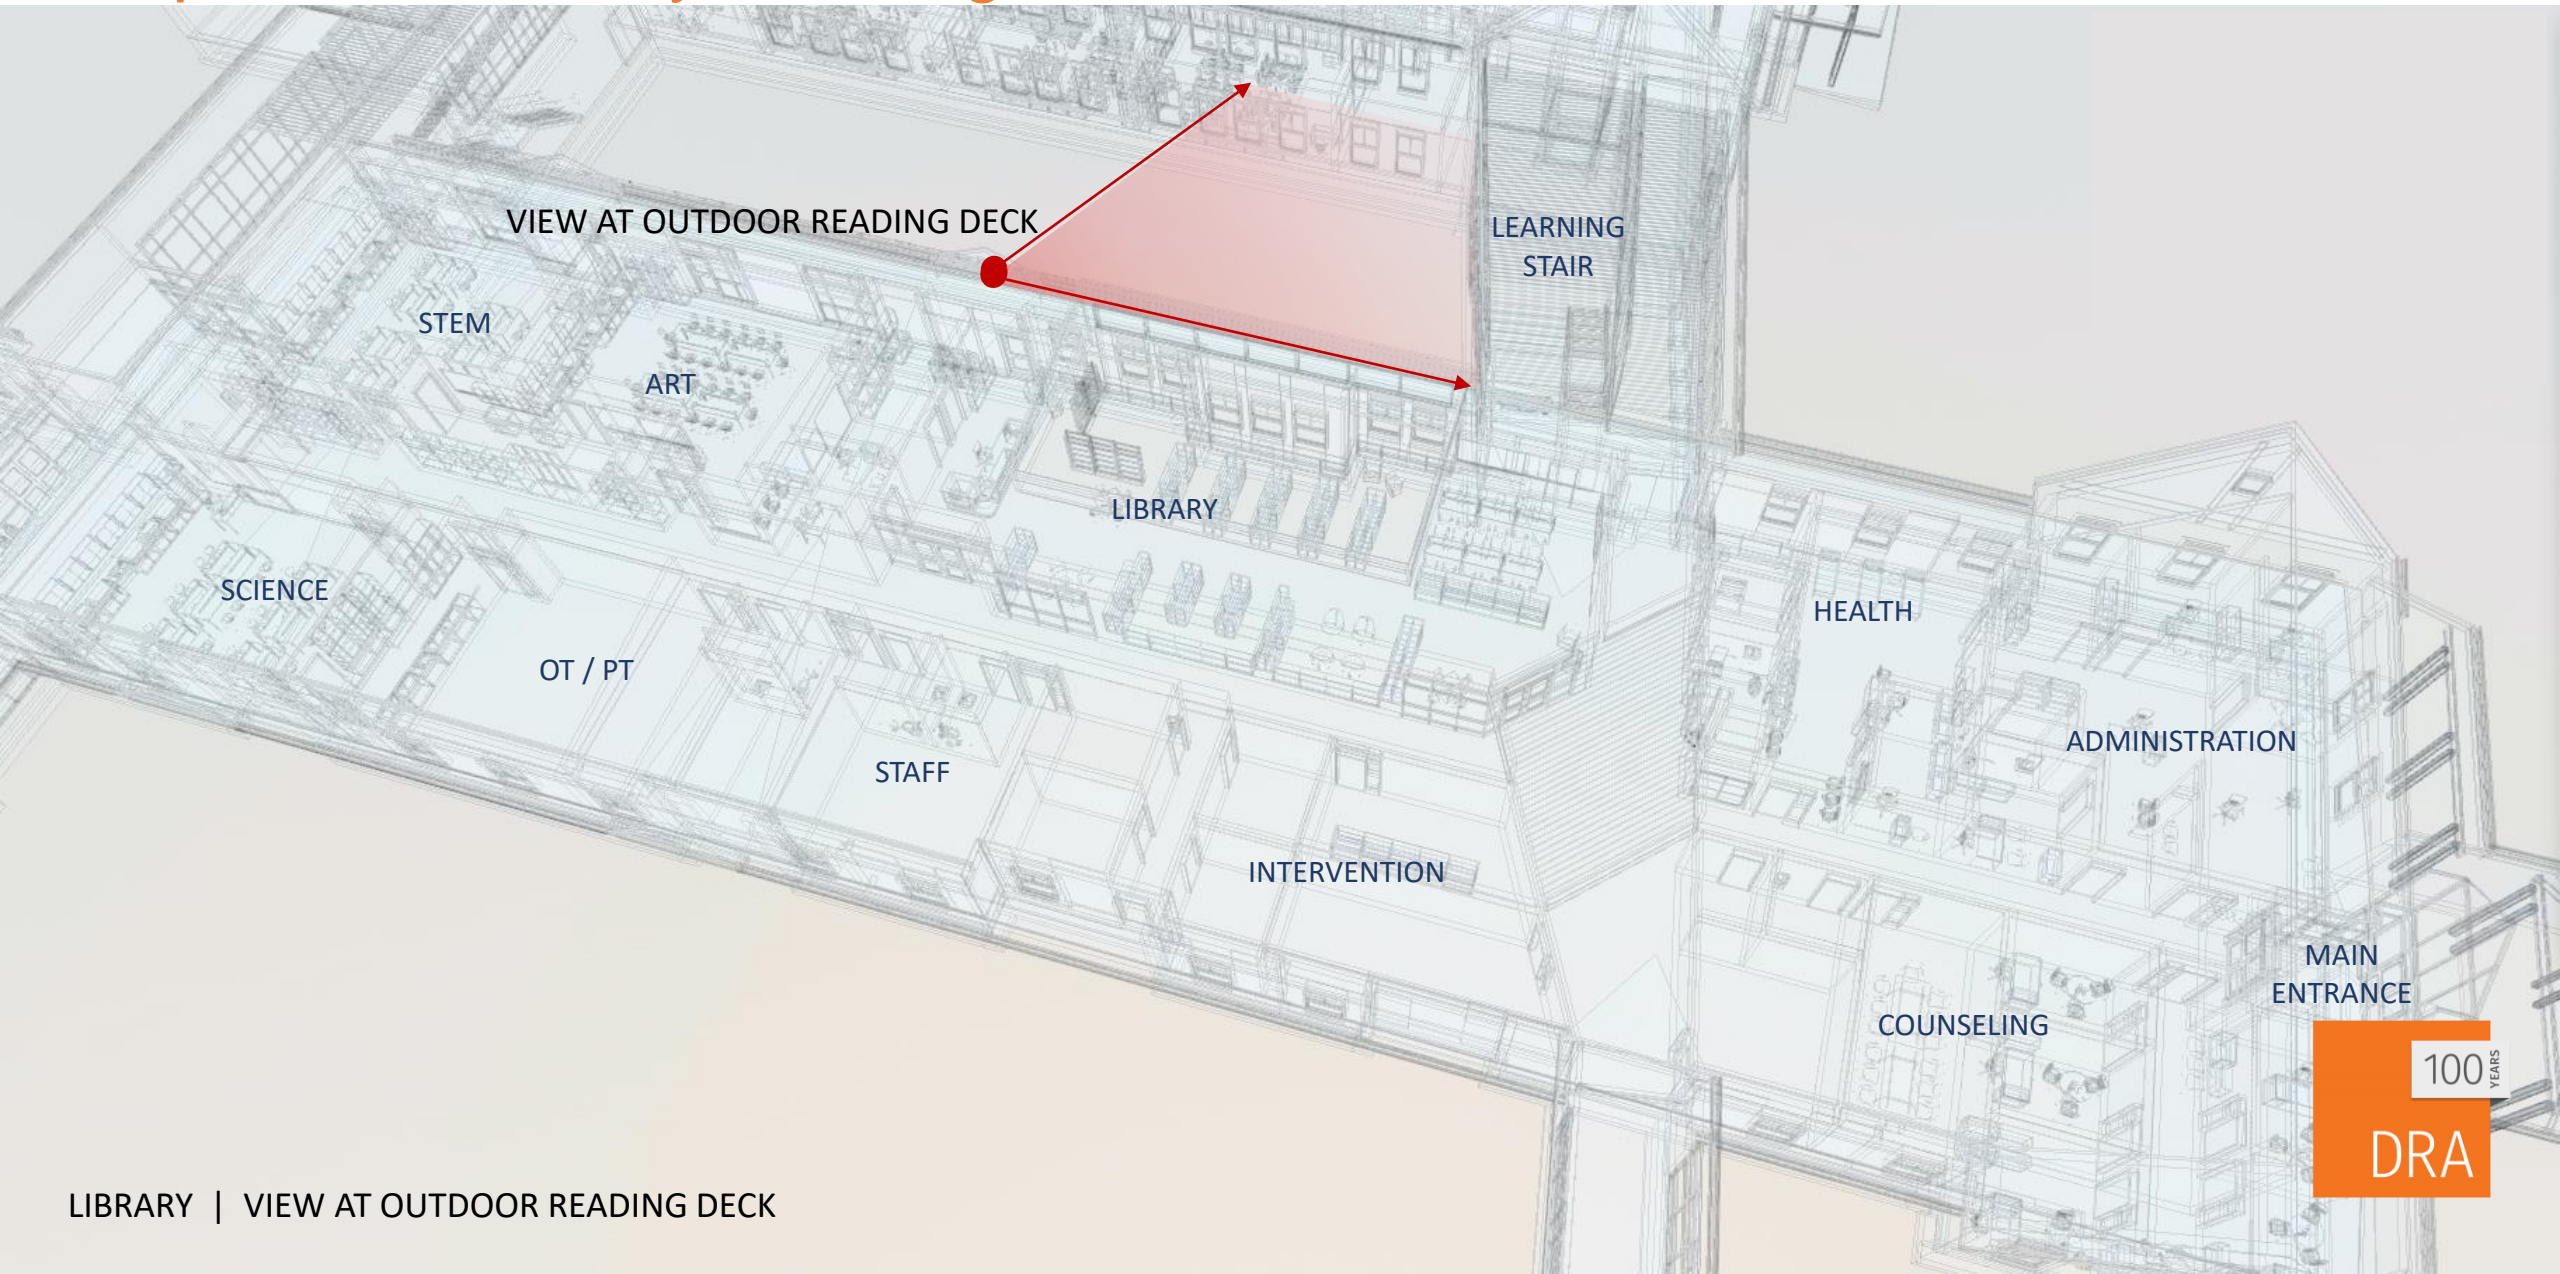 VIEW AT OUTDOOR READING DECK
LEARNING
STAIR
STEM
ART
LIBRARY
SCIENCE
HEALTH
OT / PT
ADMINISTRATION
STAFF
INTERVENTION
MAIN
ENTRANCE
COUNSELING
100 YEARS
DRA
LIBRARY | VIEW AT OUTDOOR READING DECK